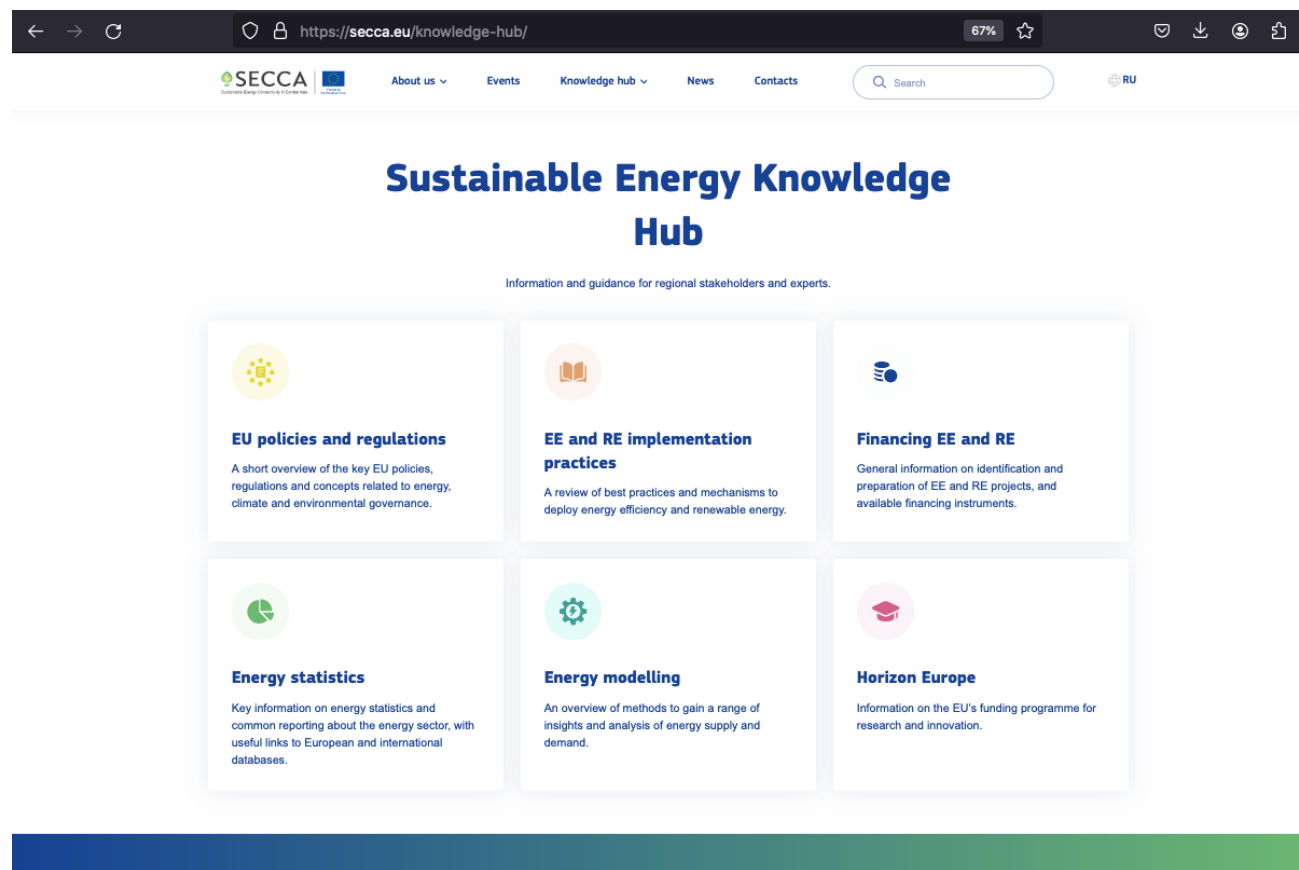 https://secca.eu/knowledge-hub/
67%
SECCA
Sustainable Energy Connectivity in Central Asia
About us
Events
Knowledge hub
News
Contacts
Search
RU
Sustainable Energy Knowledge
Hub
Information and guidance for regional stakeholders and experts.
EU policies and regulations
A short overview of the key EU policies,
regulations and concepts related to energy,
climate and environmental governance.
EE and RE implementation
practices
A review of best practices and mechanisms to
deploy energy efficiency and renewable energy.
Financing EE and RE
General information on identification and
preparation of EE and RE projects, and
available financing instruments.
Energy statistics
Key information on energy statistics and
common reporting about the energy sector, with
useful links to European and international
databases.
Energy modelling
An overview of methods to gain a range of
insights and analysis of energy supply and
demand.
Horizon Europe
Information on the EU's funding programme for
research and innovation.